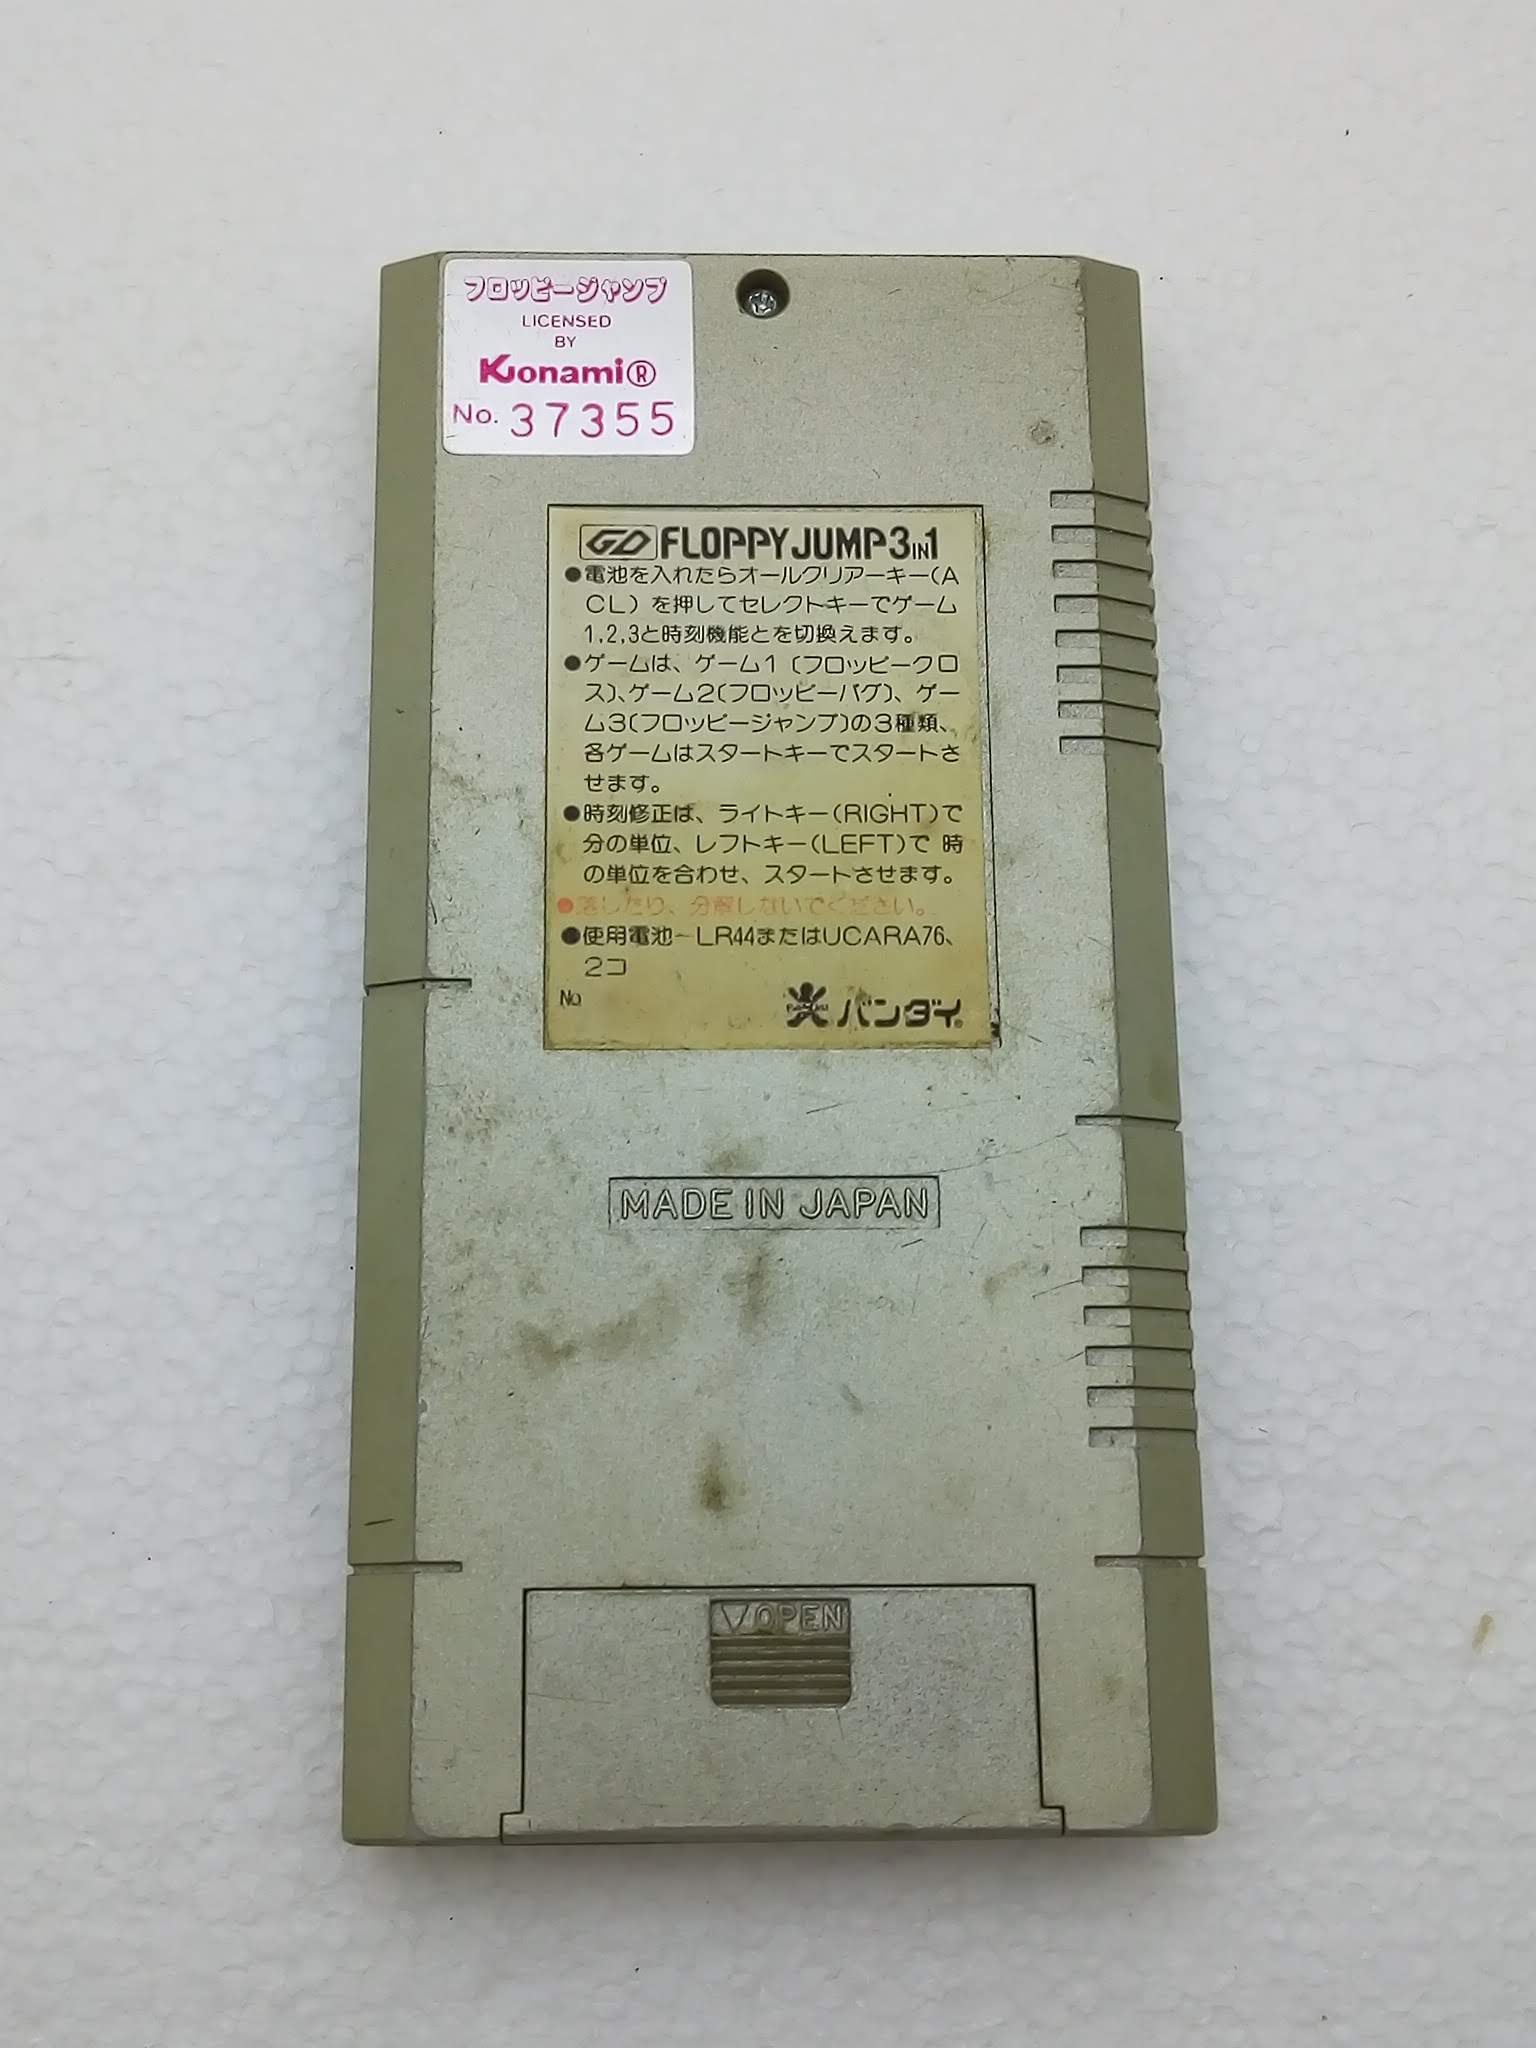 フロッピージャンプ
LICENSED
BY
Konami®
No. 37355
GD FLOPPY JUMP 3 IN 1
●電池を入れたらオールクリアーキー(A
CL)を押してセレクトキーでゲーム
1,2,3と時刻機能とを切換えます。
●ゲームは、ゲーム1(フロッピークロ
ス)、ゲーム2(フロッピーバグ)、ゲー
ム3(フロッピージャンプ)の3種類、
各ゲームはスタートキーでスタートさ
せます。
●時刻修正は、ライトキー(RIGHT)で
分の単位、レフトキー(LEFT)で 時
の単位を合わせ、スタートさせます。
●落したり、分解しないでください。
●使用電池-LR44またはUCARA76、
2コ
No. バンダイ
MADE IN JAPAN
▽OPEN